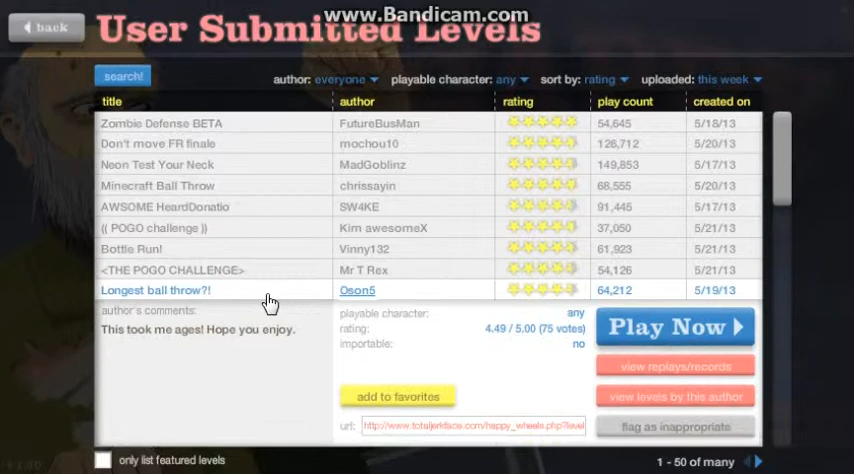 www.Bandicam.com
back
User Submitted Levels
search!
author: everyone playable character: any sort by: rating uploaded: this week
title author rating play count created on
Zombie Defense BETA FutureBusMan 54,645 5/18/13
Don't move FR finale mochou10 126,712 5/20/13
Neon Test Your Neck MadGoblinz 149,853 5/17/13
Minecraft Ball Throw chrissayin 68,555 5/20/13
AWSOME HeardDonatio SW4KE 91,445 5/17/13
(( POGO challenge )) Kim awesomeX 37,050 5/21/13
Bottle Run! Vinny132 61,923 5/21/13
<THE POGO CHALLENGE> Mr T Rex 54,126 5/21/13
Longest ball throw?! Oson5 64,212 5/19/13
author's comments:
This took me ages! Hope you enjoy.
playable character: any
rating: 4.49 / 5.00 (75 votes)
importable: no
Play Now
view replays/records
add to favorites
view levels by this author
url: http://www.totaljerkface.com/happy_wheels.php?level
flag as inappropriate
only list featured levels
1 - 50 of many